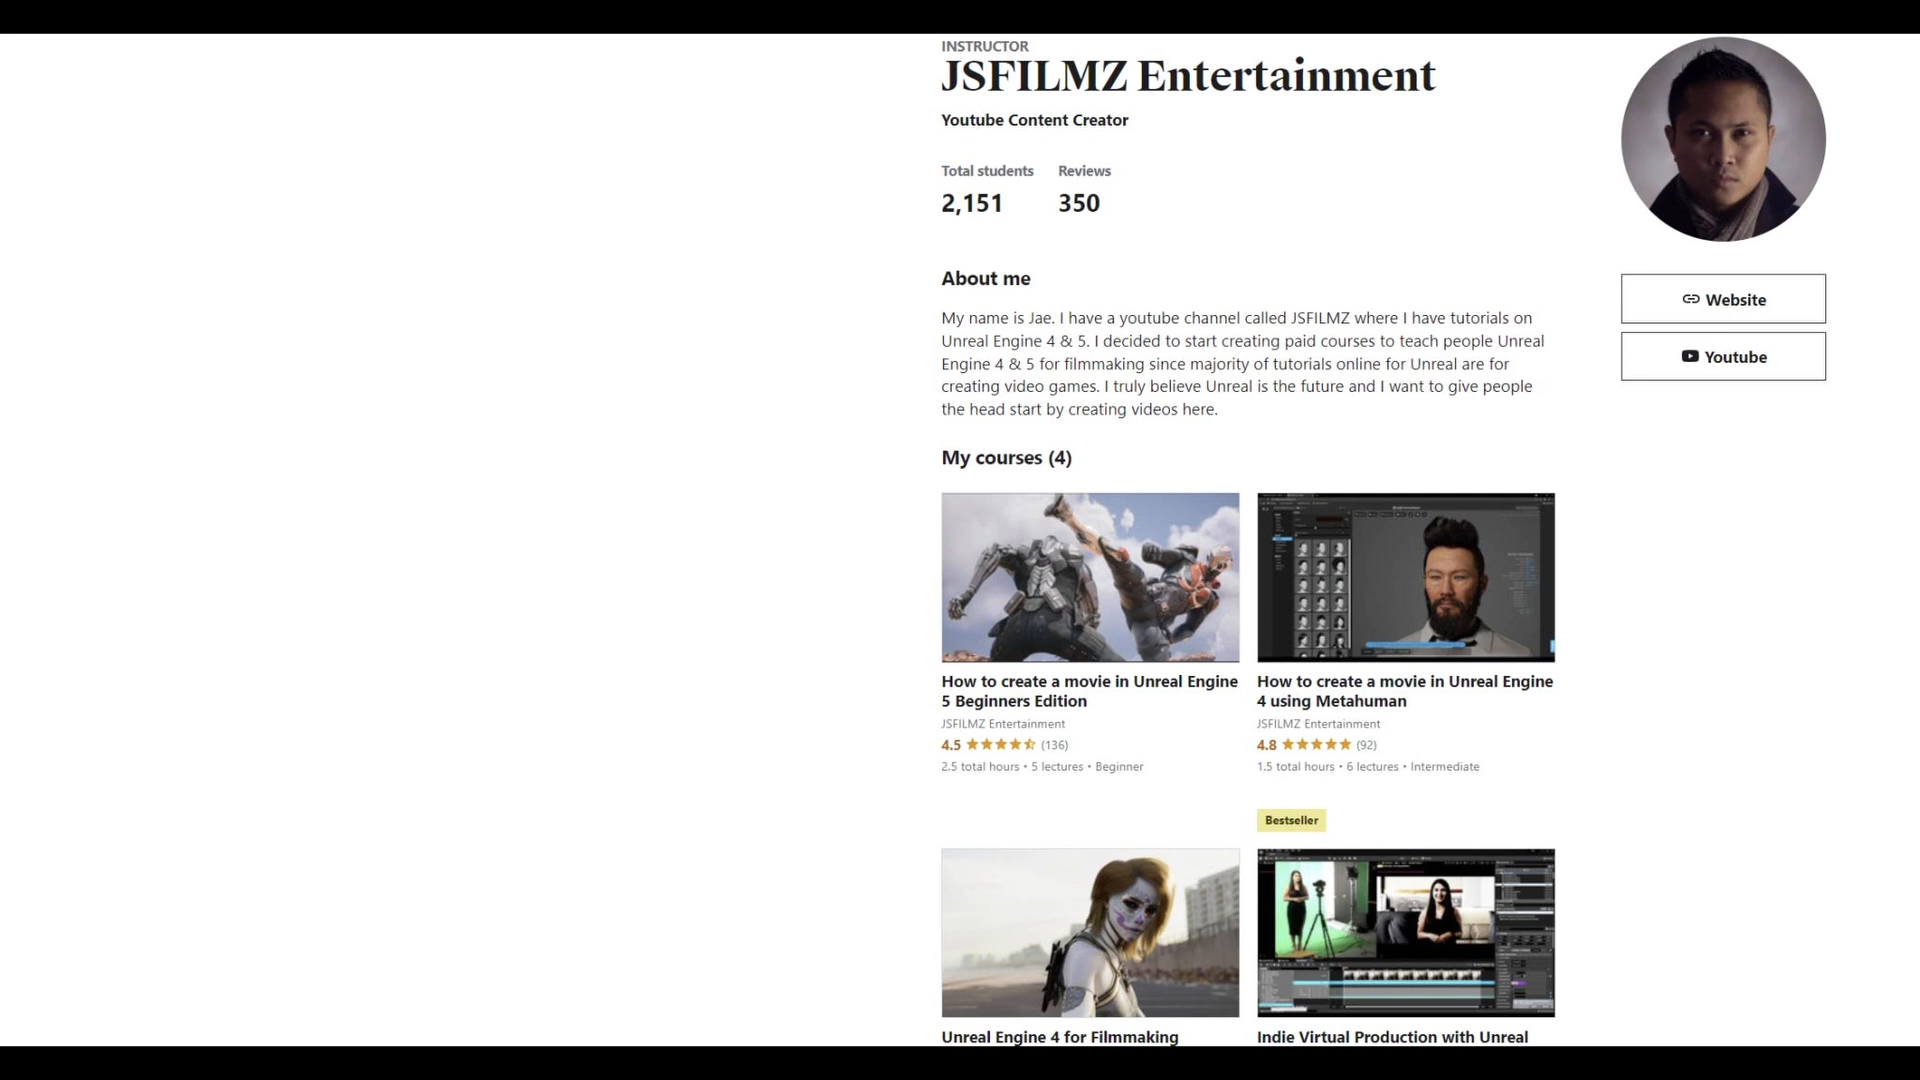 INSTRUCTOR
JSFILMZ Entertainment
Youtube Content Creator
Total students
Reviews
2,151
350
About me
My name is Jae. I have a youtube channel called JSFILMZ where I have tutorials on
Unreal Engine 4 & 5. I decided to start creating paid courses to teach people Unreal
Engine 4 & 5 for filmmaking since majority of tutorials online for Unreal are for
creating video games. I truly believe Unreal is the future and I want to give people
the head start by creating videos here.
Website
Youtube
My courses (4)
How to create a movie in Unreal Engine
5 Beginners Edition
JSFILMZ Entertainment
4.5 (136)
2.5 total hours • 5 lectures • Beginner
How to create a movie in Unreal Engine
4 using Metahuman
JSFILMZ Entertainment
4.8 (92)
1.5 total hours • 6 lectures • Intermediate
Bestseller
Unreal Engine 4 for Filmmaking
Indie Virtual Production with Unreal